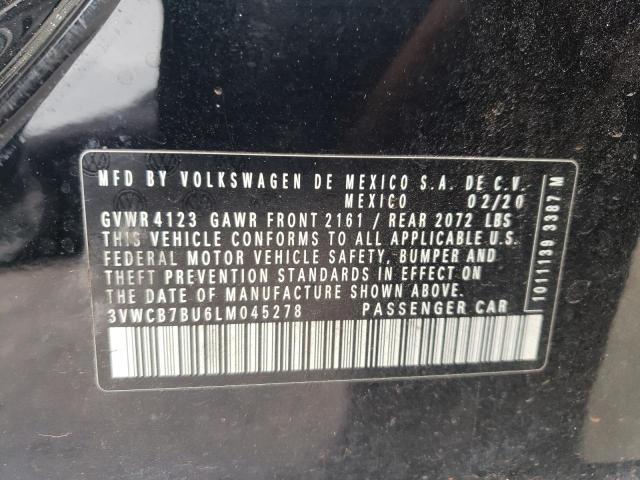 MFD BY VOLKSWAGEN DE MEXICO S.A. DE C.V.
MEXICO 02/20
GVWR 4123 GAWR FRONT 2161 / REAR 2072 LBS
THIS VEHICLE CONFORMS TO ALL APPLICABLE U.S.
FEDERAL MOTOR VEHICLE SAFETY, BUMPER AND
THEFT PREVENTION STANDARDS IN EFFECT ON
THE DATE OF MANUFACTURE SHOWN ABOVE.
3VWCB7BU6LM045278 PASSENGER CAR
1011139 3387 M